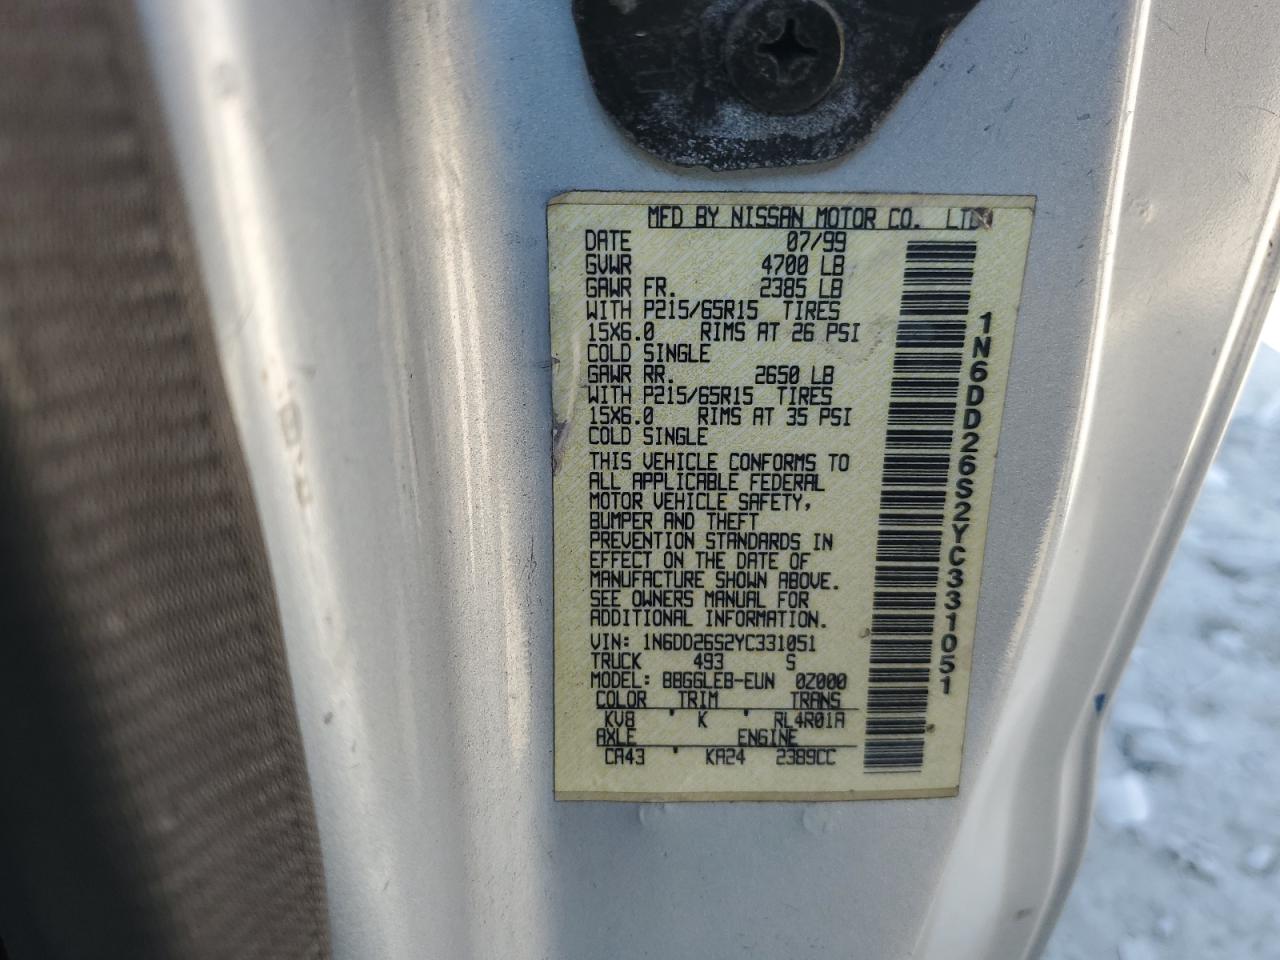 MFD BY NISSAN MOTOR CO. LTD
DATE 07/99
GVWR 4700 LB
GAWR FR. 2385 LB
WITH P215/65R15 TIRES
15X6.0 RIMS AT 26 PSI
COLD SINGLE
GAWR RR. 2650 LB
WITH P215/65R15 TIRES
15X6.0 RIMS AT 35 PSI
COLD SINGLE
THIS VEHICLE CONFORMS TO
ALL APPLICABLE FEDERAL
MOTOR VEHICLE SAFETY,
BUMPER AND THEFT
PREVENTION STANDARDS IN
EFFECT ON THE DATE OF
MANUFACTURE SHOWN ABOVE.
SEE OWNERS MANUAL FOR
ADDITIONAL INFORMATION.
VIN: 1N6DD26S2YC331051
TRUCK 493 S
MODEL: BBGGLEB-EUN 0Z000
COLOR TRIM TRANS
KV8 ' K ' RL4R01A
AXLE ENGINE
CA43 ' KA24 2389CC
1N6DD26S2YC331051